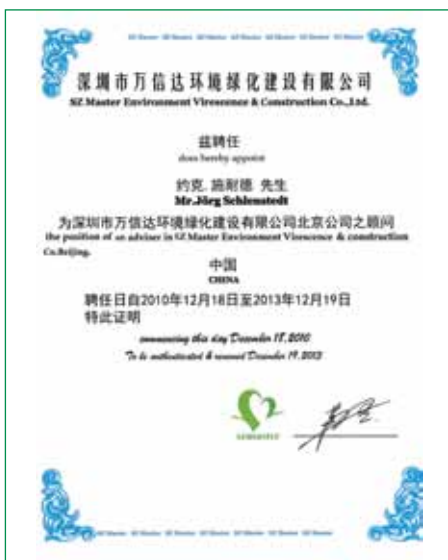 深圳市万信达环境绿化建设有限公司
SZ Master Environment Virescence & Construction Co.,Ltd.
兹聘任
does hereby appoint
约克.施耐德 先生
Mr.Jörg Schlenstedt
为深圳市万信达环境绿化建设有限公司北京公司之顾问
the position of an adviser in SZ Master Environment Virescence & construction
Co.Beijing.
中国
CHINA
聘任日自2010年12月18日至2013年12月19日
特此证明
commencing this day December 18, 2010
To be authenticated & renewed December 19, 2013